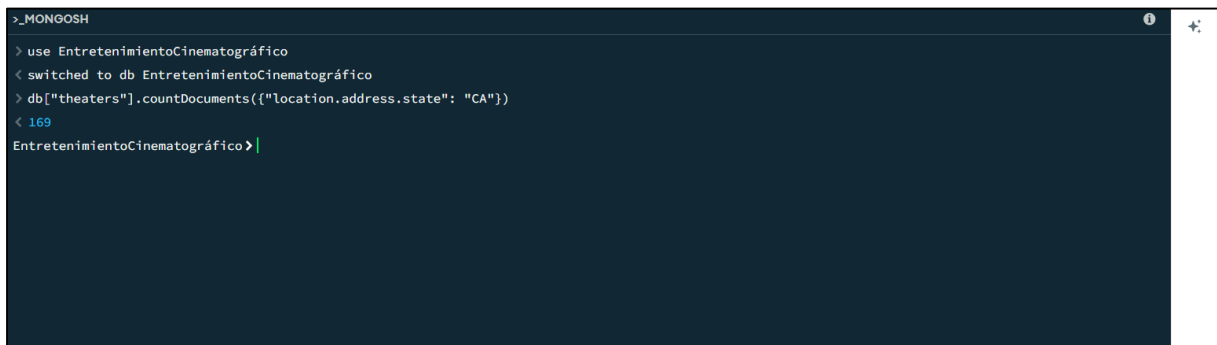 >_MONGOSH
> use EntretenimientoCinematográfico
< switched to db EntretenimientoCinematográfico
> db["theaters"].countDocuments({"location.address.state": "CA"})
< 169
EntretenimientoCinematográfico>